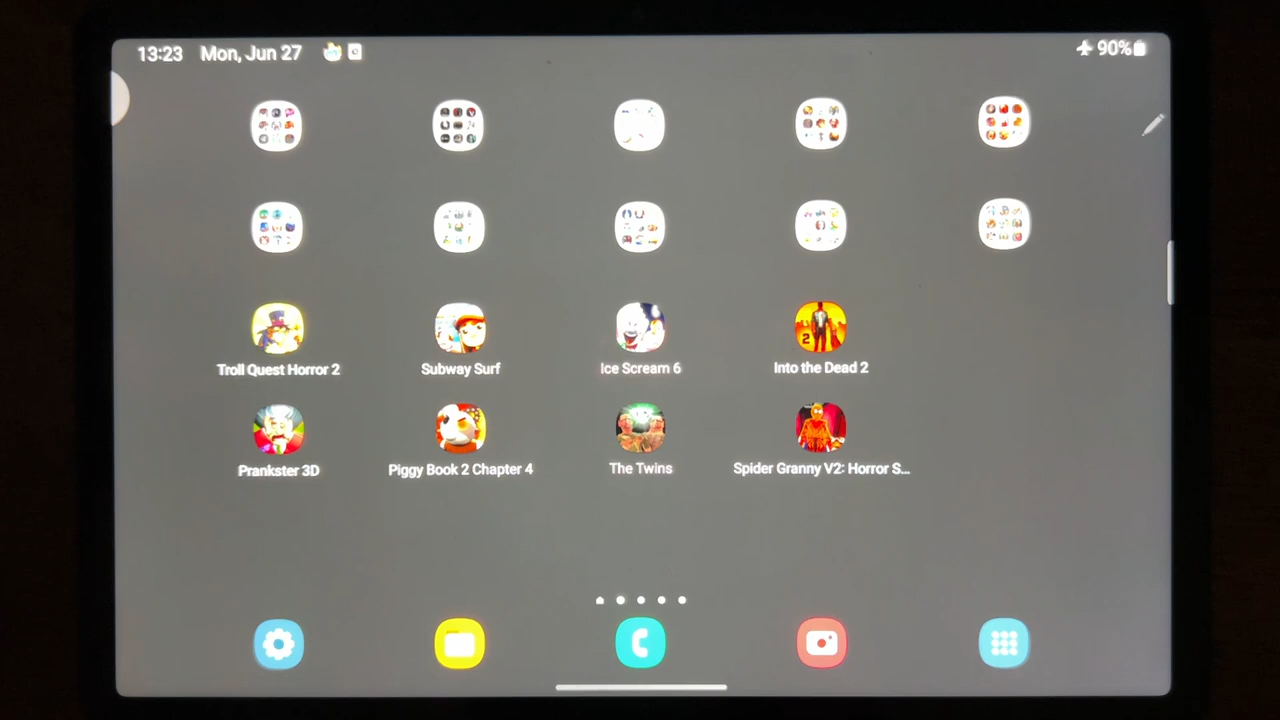 13:23 Mon, Jun 27 90%
Troll Quest Horror 2 Subway Surf Ice Scream 6 Into the Dead 2
2
Prankster 3D Piggy Book 2 Chapter 4 The Twins Spider Granny V2: Horror S...